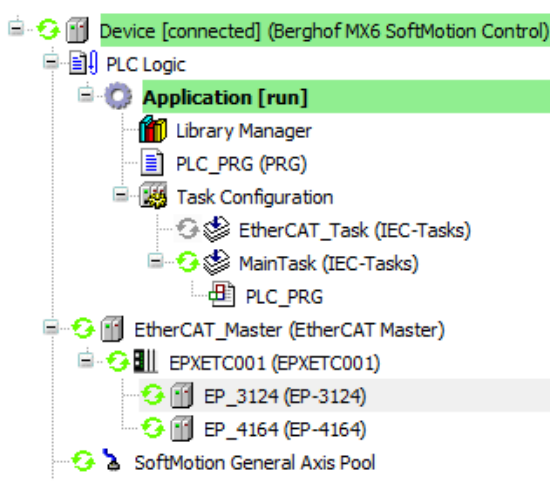 Device [connected] (Berghof MX6 SoftMotion Control)
PLC Logic
Application [run]
Library Manager
PLC_PRG (PRG)
Task Configuration
EtherCAT_Task (IEC-Tasks)
MainTask (IEC-Tasks)
PLC_PRG
EtherCAT_Master (EtherCAT Master)
EPXETC001 (EPXETC001)
EP_3124 (EP-3124)
EP_4164 (EP-4164)
SoftMotion General Axis Pool